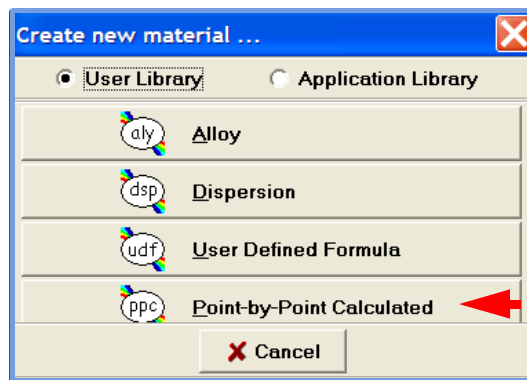 Create new material ...
User Library Application Library
aly Alloy
dsp Dispersion
udf User Defined Formula
ppc Point-by-Point Calculated
Cancel